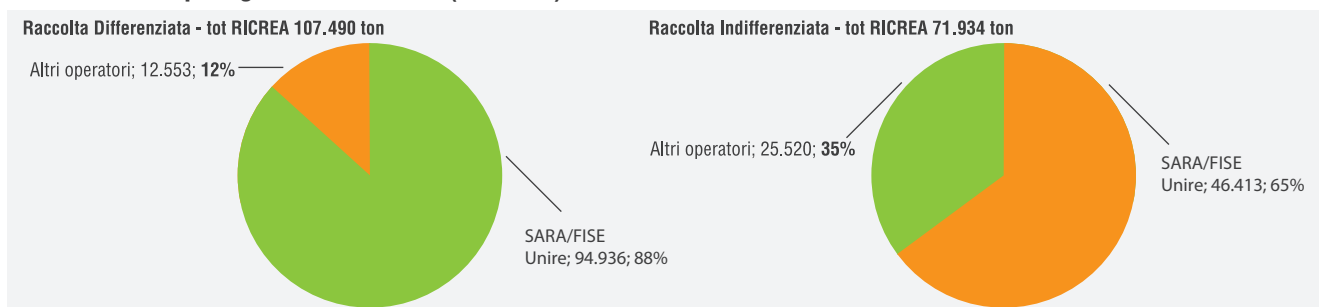 Raccolta Differenziata - tot RICREA 107.490 ton
Altri operatori; 12.553; 12%
SARA/FISE
Unire; 94.936; 88%
Raccolta Indifferenziata - tot RICREA 71.934 ton
Altri operatori; 25.520; 35%
SARA/FISE
Unire; 46.413; 65%